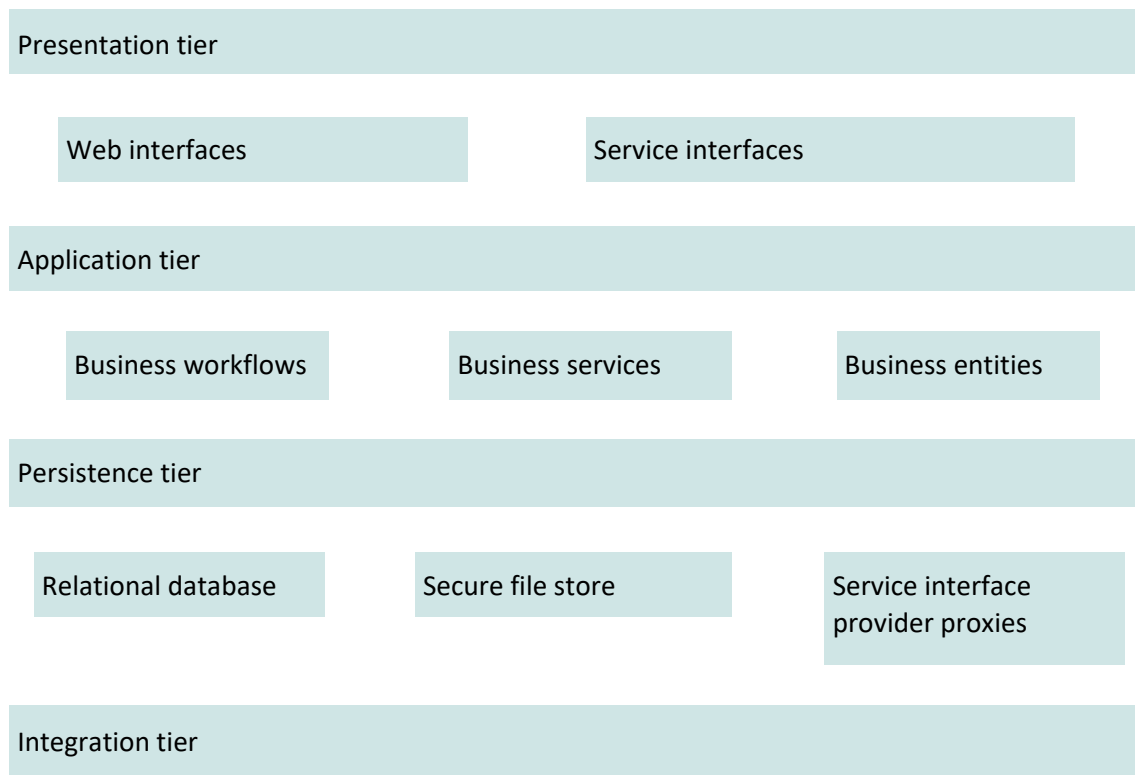 Presentation tier
Web interfaces
Service interfaces
Application tier
Business workflows
Business services
Business entities
Persistence tier
Relational database
Secure file store
Service interface
provider proxies
Integration tier